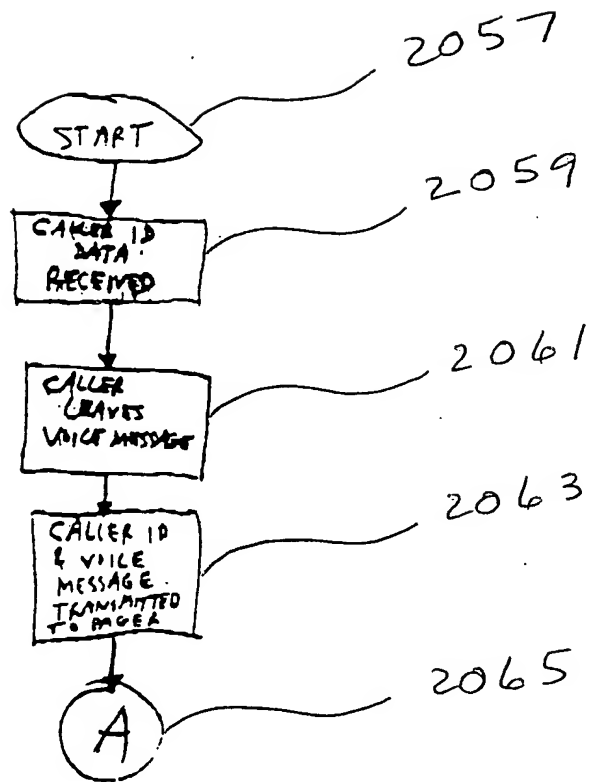 2057
START
2059
CALLER ID
DATA
RECEIVED
2061
CALLER
LEAVES
VOICE MESSAGE
2063
CALLER ID
& VOICE
MESSAGE
TRANSMITTED
TO PAGER
2065
A